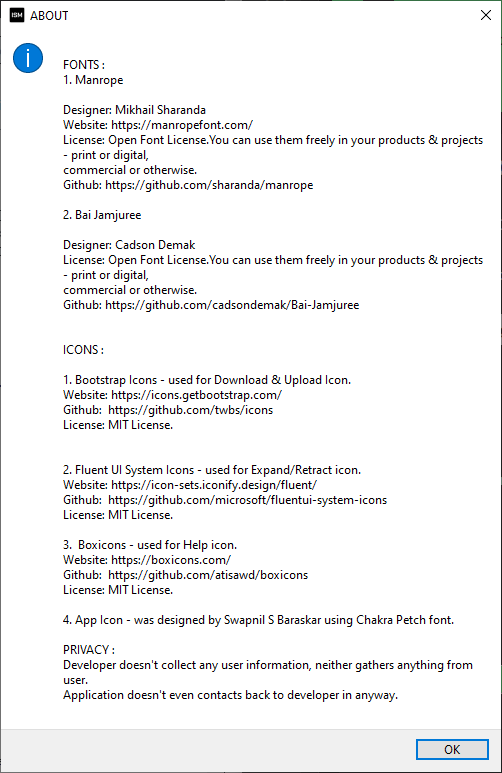 ISM ABOUT
FONTS :
1. Manrope
Designer: Mikhail Sharanda
Website: https://manropefont.com/
License: Open Font License.You can use them freely in your products & projects
- print or digital,
commercial or otherwise.
Github: https://github.com/sharanda/manrope
2. Bai Jamjuree
Designer: Cadson Demak
License: Open Font License.You can use them freely in your products & projects
- print or digital,
commercial or otherwise.
Github: https://github.com/cadsondemak/Bai-Jamjuree
ICONS :
1. Bootstrap Icons - used for Download & Upload Icon.
Website: https://icons.getbootstrap.com/
Github:  https://github.com/twbs/icons
License: MIT License.
2. Fluent UI System Icons - used for Expand/Retract icon.
Website: https://icon-sets.iconify.design/fluent/
Github:  https://github.com/microsoft/fluentui-system-icons
License: MIT License.
3.  Boxicons - used for Help icon.
Website: https://boxicons.com/
Github:  https://github.com/atisawd/boxicons
License: MIT License.
4. App Icon - was designed by Swapnil S Baraskar using Chakra Petch font.
PRIVACY :
Developer doesn't collect any user information, neither gathers anything from
user.
Application doesn't even contacts back to developer in anyway.
OK